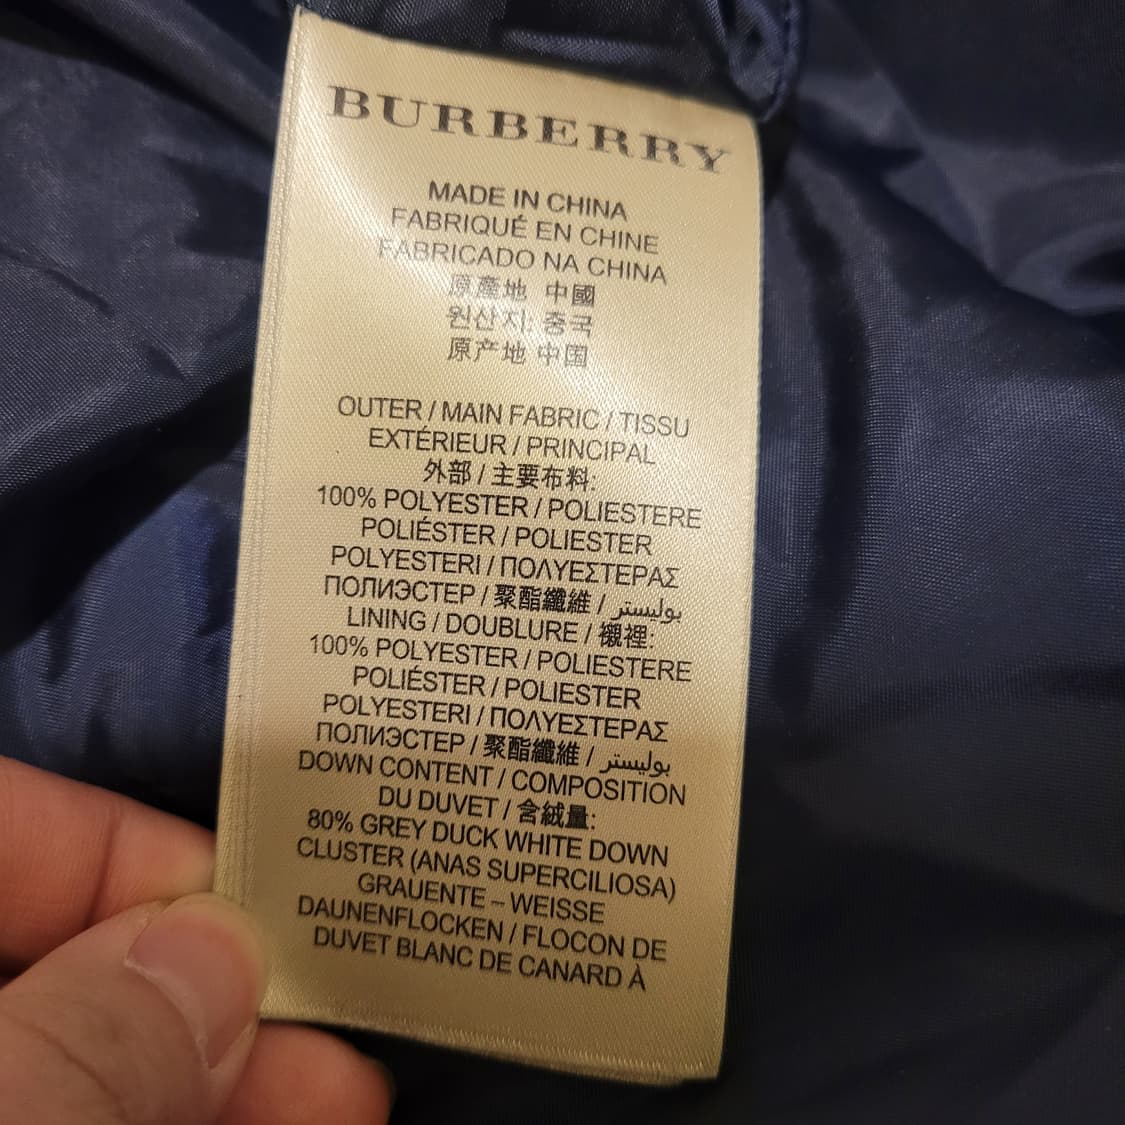 BURBERRY
MADE IN CHINA
FABRIQUÉ EN CHINE
FABRICADO NA CHINA
原產地 中國
원산지: 중국
原产地 中国
OUTER / MAIN FABRIC / TISSU
EXTÉRIEUR / PRINCIPAL
外部 / 主要布料:
100% POLYESTER / POLIESTERE
POLIÉSTER / POLIESTER
POLYESTERI / ΠΟΛΥΕΣΤΕΡΑΣ
ПОЛИЭСТЕР / 聚酯纖維 / بوليستر
LINING / DOUBLURE / 襯裡:
100% POLYESTER / POLIESTERE
POLIÉSTER / POLIESTER
POLYESTERI / ΠΟΛΥΕΣΤΕΡΑΣ
ПОЛИЭСТЕР / 聚酯纖維 / بوليستر
DOWN CONTENT / COMPOSITION
DU DUVET / 含絨量:
80% GREY DUCK WHITE DOWN
CLUSTER (ANAS SUPERCILIOSA)
GRAUENTE – WEISSE
DAUNENFLOCKEN / FLOCON DE
DUVET BLANC DE CANARD À